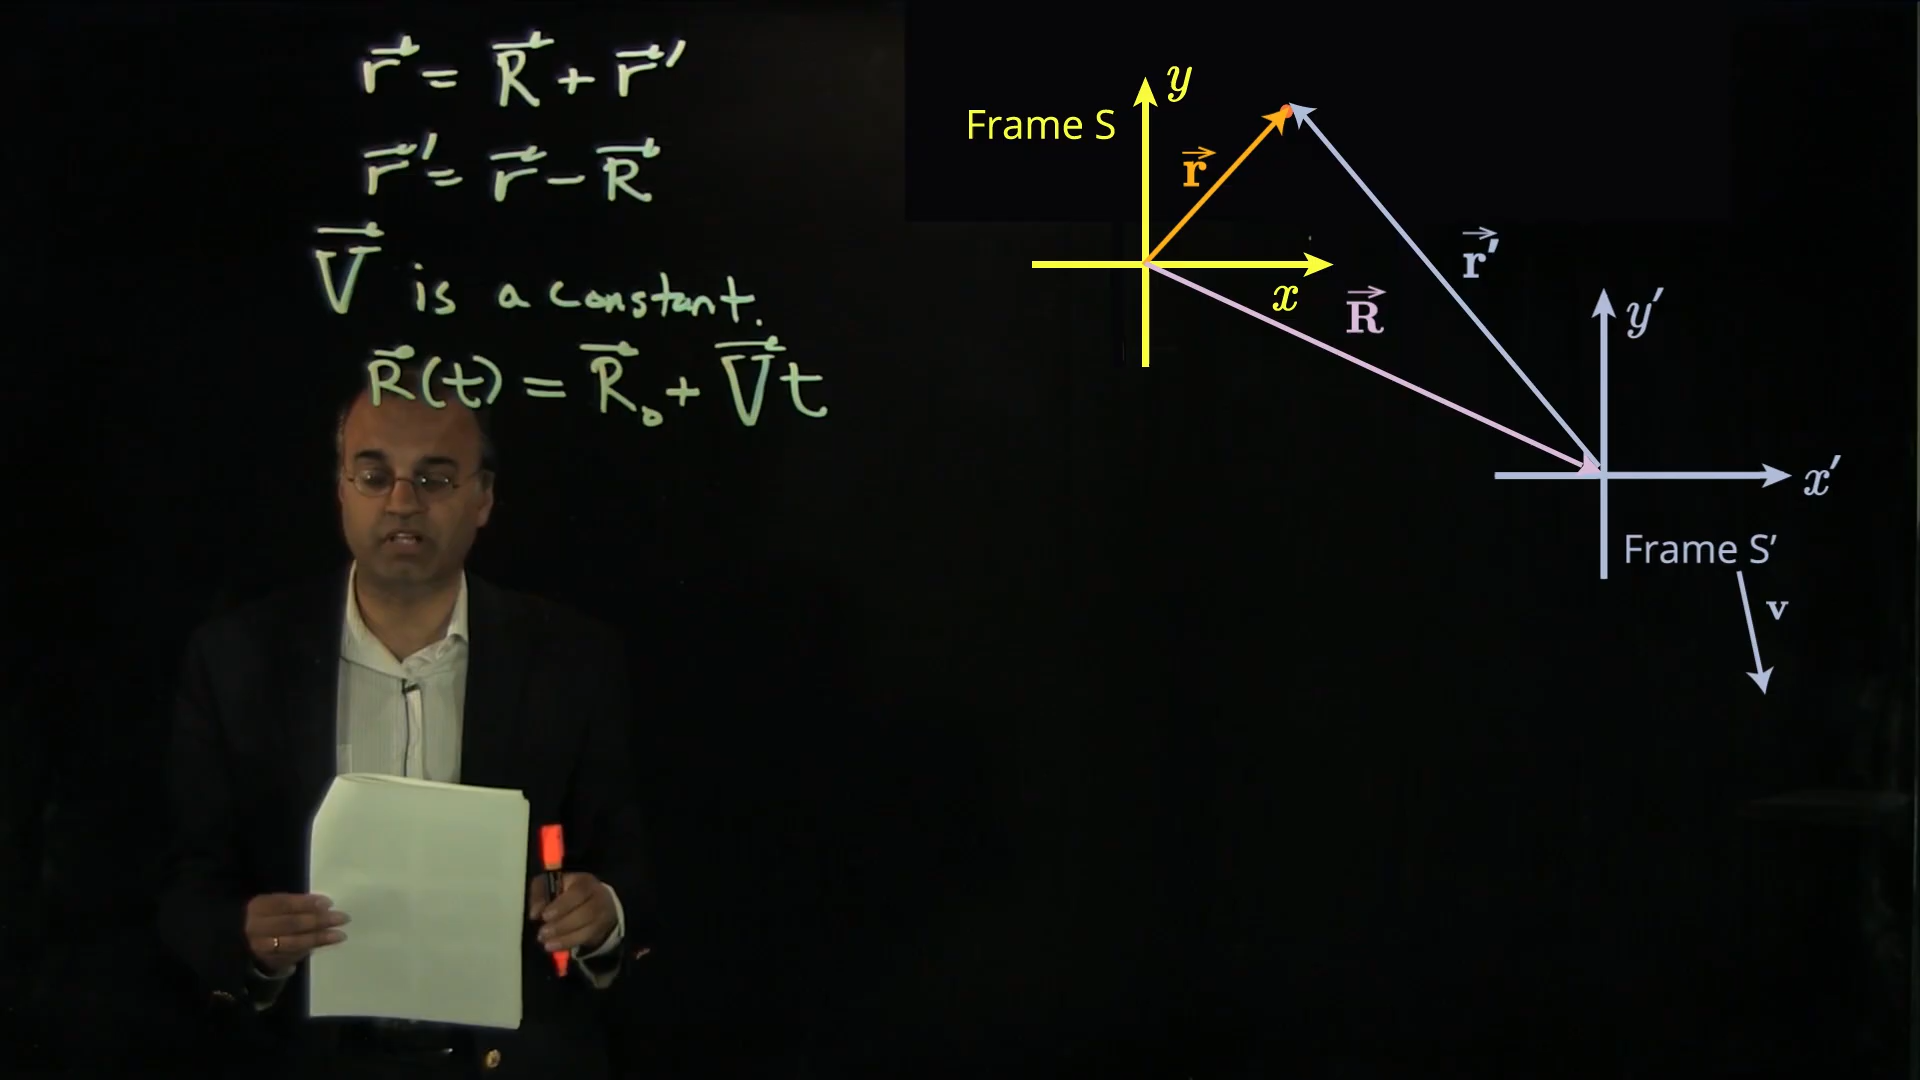 r⃗ = R⃗ + r⃗′
r⃗′ = r⃗ − R⃗
V⃗ is a constant.
R⃗(t) = R⃗₀ + V⃗t
y
Frame S
r⃗
x
R⃗
r⃗′
y′
x′
Frame S′
v